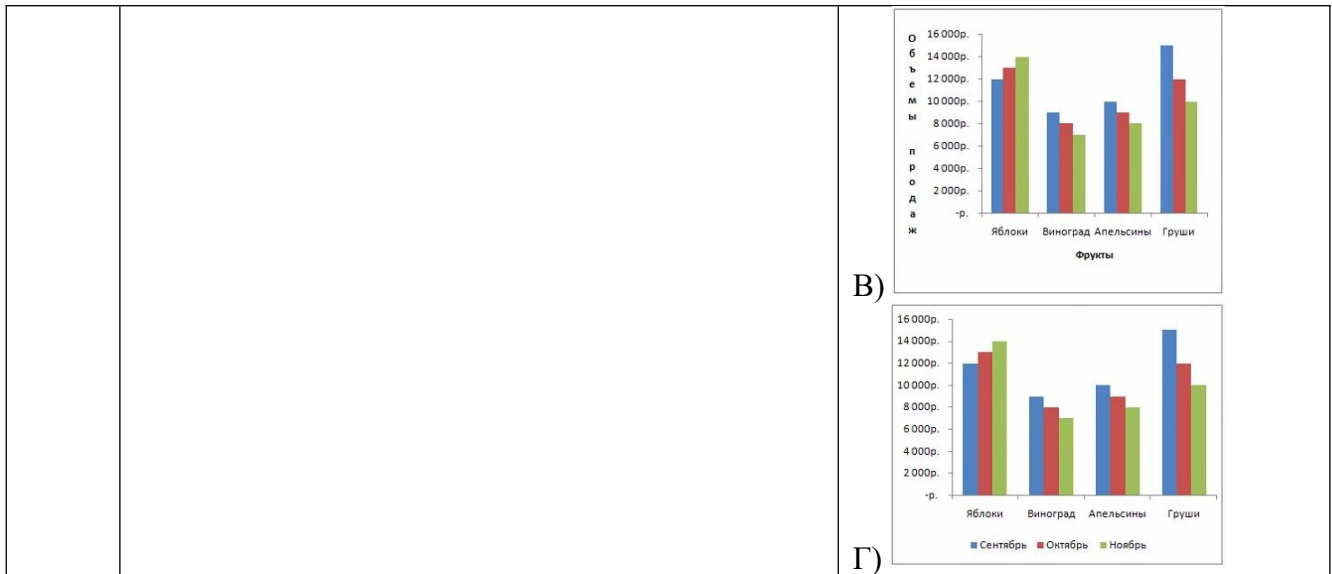 Объемы продаж
16 000р.
14 000р.
12 000р.
10 000р.
8 000р.
6 000р.
4 000р.
2 000р.
-р.
Яблоки Виноград Апельсины Груши
Фрукты
В)
16 000р.
14 000р.
12 000р.
10 000р.
8 000р.
6 000р.
4 000р.
2 000р.
-р.
Яблоки Виноград Апельсины Груши
Сентябрь Октябрь Ноябрь
Г)